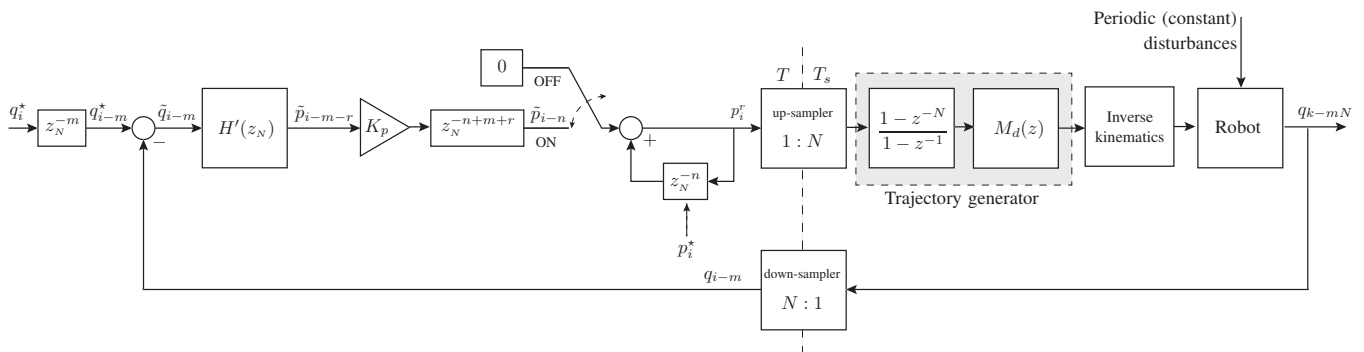 Periodic (constant)
disturbances
0
OFF
T
T_s
q_i^⋆
z_N^{-m}
q_{i-m}^⋆
q̃_{i-m}
−
H′(z_N)
p̃_{i-m-r}
K_p
z_N^{-n+m+r}
p̃_{i-n}
ON
+
p_i^r
up-sampler
1 : N
1 − z^{-N}
1 − z^{-1}
M_d(z)
Inverse
kinematics
Robot
q_{k-mN}
z_N^{-n}
Trajectory generator
p_i^⋆
q_{i-m}
down-sampler
N : 1